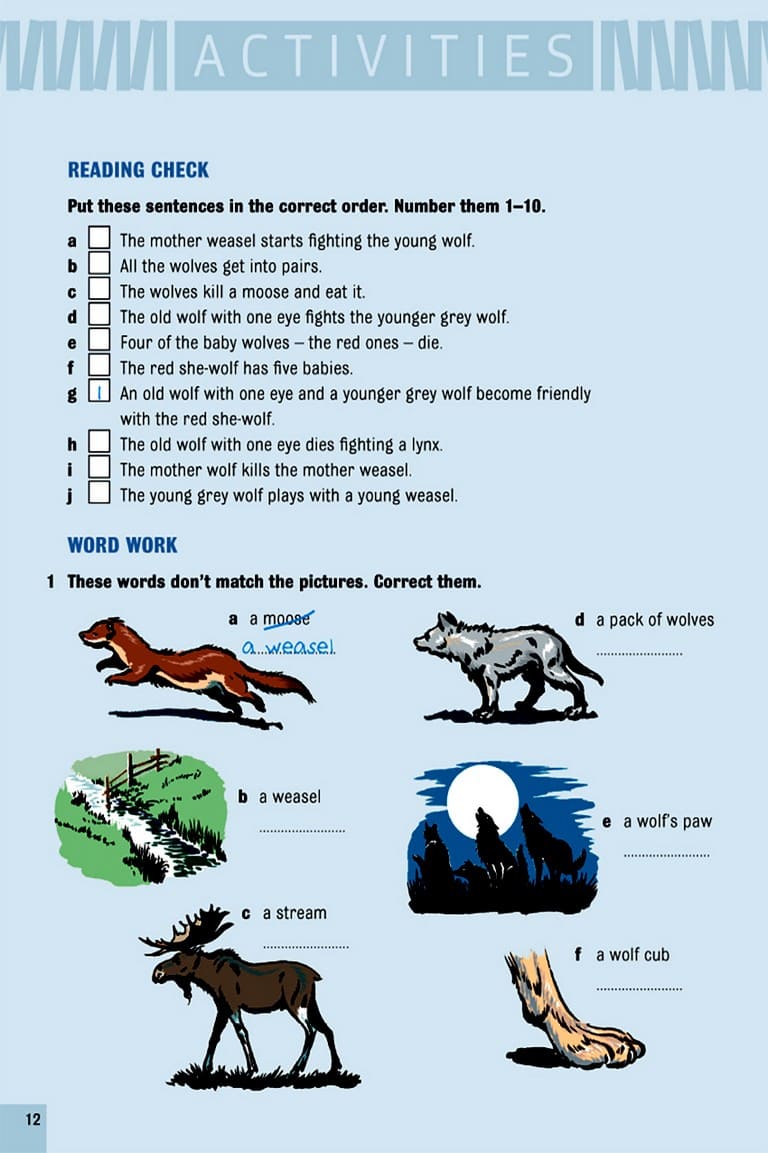 ACTIVITIES
READING CHECK
Put these sentences in the correct order. Number them 1–10.
a The mother weasel starts fighting the young wolf.
b All the wolves get into pairs.
c The wolves kill a moose and eat it.
d The old wolf with one eye fights the younger grey wolf.
e Four of the baby wolves – the red ones – die.
f The red she-wolf has five babies.
g 1 An old wolf with one eye and a younger grey wolf become friendly
with the red she-wolf.
h The old wolf with one eye dies fighting a lynx.
i The mother wolf kills the mother weasel.
j The young grey wolf plays with a young weasel.
WORD WORK
1 These words don't match the pictures. Correct them.
a a moose
a weasel
d a pack of wolves
b a weasel
e a wolf's paw
c a stream
f a wolf cub
12